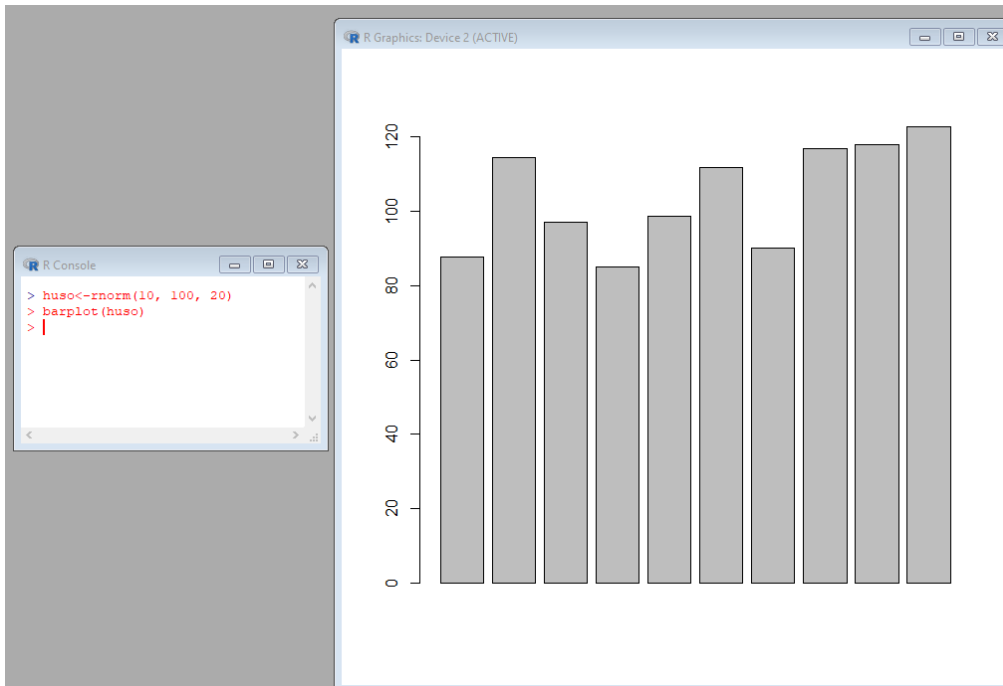 R Graphics: Device 2 (ACTIVE)
R Console
> huso<-rnorm(10, 100, 20)
> barplot(huso)
>
120
100
80
60
40
20
0